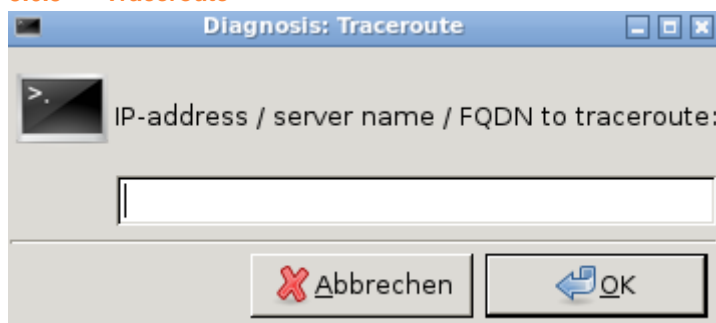 Diagnosis: Traceroute
>.
IP-address / server name / FQDN to traceroute:
Abbrechen
OK